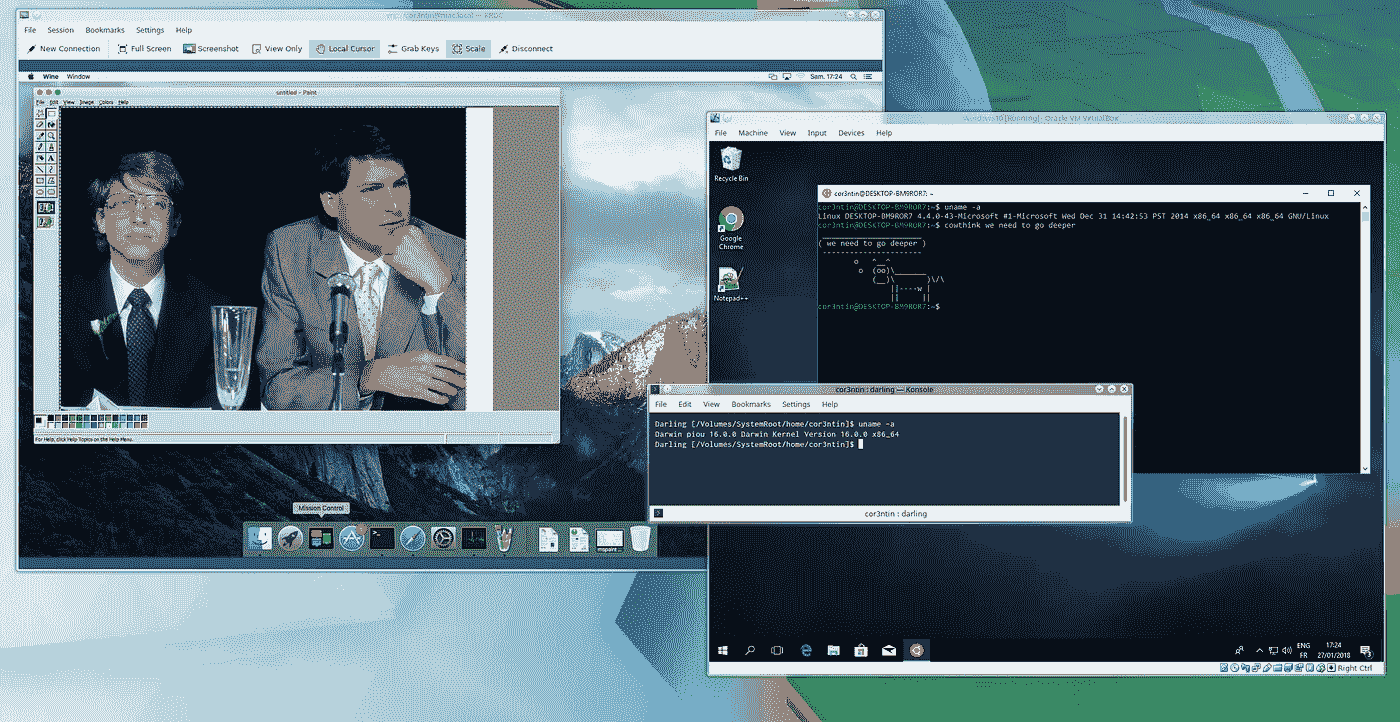 File Session Bookmarks Settings Help
New Connection Full Screen Screenshot View Only Local Cursor Grab Keys Scale Disconnect
Wine Window Sam. 17:24
untitled - Paint
File Edit View Image Colors Help
For Help, click Help Topics on the Help Menu.
Mission Control
mspaint ...
Windows10 [Running] - Oracle VM VirtualBox
File Machine View Input Devices Help
Recycle Bin
Google
Chrome
Notepad++
cor3ntin@DESKTOP-BM9ROR7: ~
cor3ntin@DESKTOP-BM9ROR7:~$ uname -a
Linux DESKTOP-BM9ROR7 4.4.0-43-Microsoft #1-Microsoft Wed Dec 31 14:42:53 PST 2014 x86_64 x86_64 x86_64 GNU/Linux
cor3ntin@DESKTOP-BM9ROR7:~$ cowthink we need to go deeper
( we need to go deeper )
cor3ntin@DESKTOP-BM9ROR7:~$
cor3ntin : darling — Konsole
File Edit View Bookmarks Settings Help
Darling [/Volumes/SystemRoot/home/cor3ntin]$ uname -a
Darwin piou 16.0.0 Darwin Kernel Version 16.0.0 x86_64
Darling [/Volumes/SystemRoot/home/cor3ntin]$
cor3ntin : darling
ENG
FR
17:24
27/01/2018
Right Ctrl